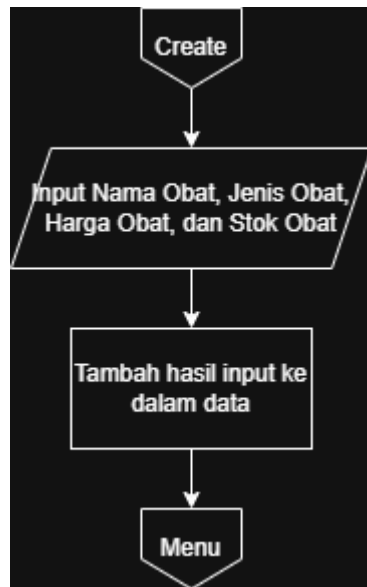 Create
Input Nama Obat, Jenis Obat,
Harga Obat, dan Stok Obat
Tambah hasil input ke
dalam data
Menu